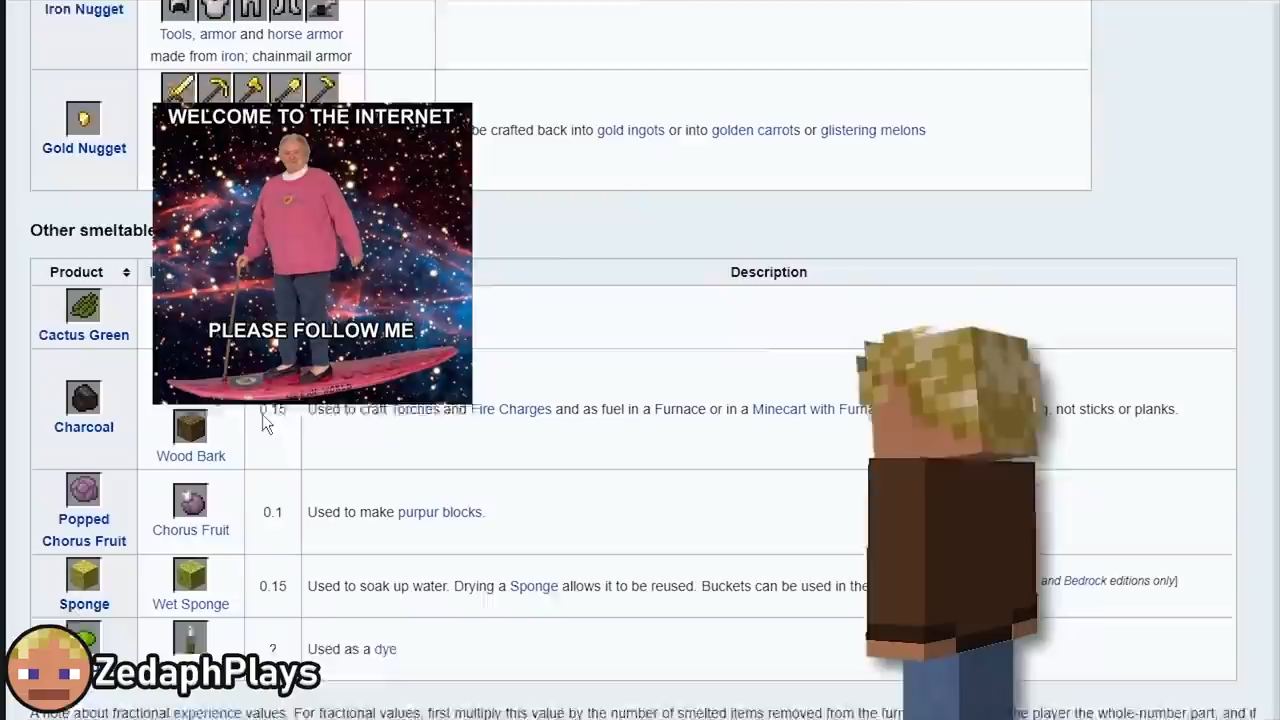 Iron Nugget
Tools, armor and horse armor
made from iron; chainmail armor
Gold Nugget
be crafted back into gold ingots or into golden carrots or glistering melons
WELCOME TO THE INTERNET
PLEASE FOLLOW ME
Other smeltable
Product
Description
Cactus Green
Charcoal
Wood Bark
0.15
Used to craft Torches and Fire Charges and as fuel in a Furnace or in a Minecart with
not sticks or planks.
Popped
Chorus Fruit
Chorus Fruit
0.1
Used to make purpur blocks.
Sponge
Wet Sponge
0.15
Used to soak up water. Drying a Sponge allows it to be reused. Buckets can be used in the
and Bedrock editions only]
?
Used as a dye
ZedaphPlays
A note about fractional experience values. For fractional values, first multiply this value by the number of smelted items removed from the
the player the whole-number part, and if